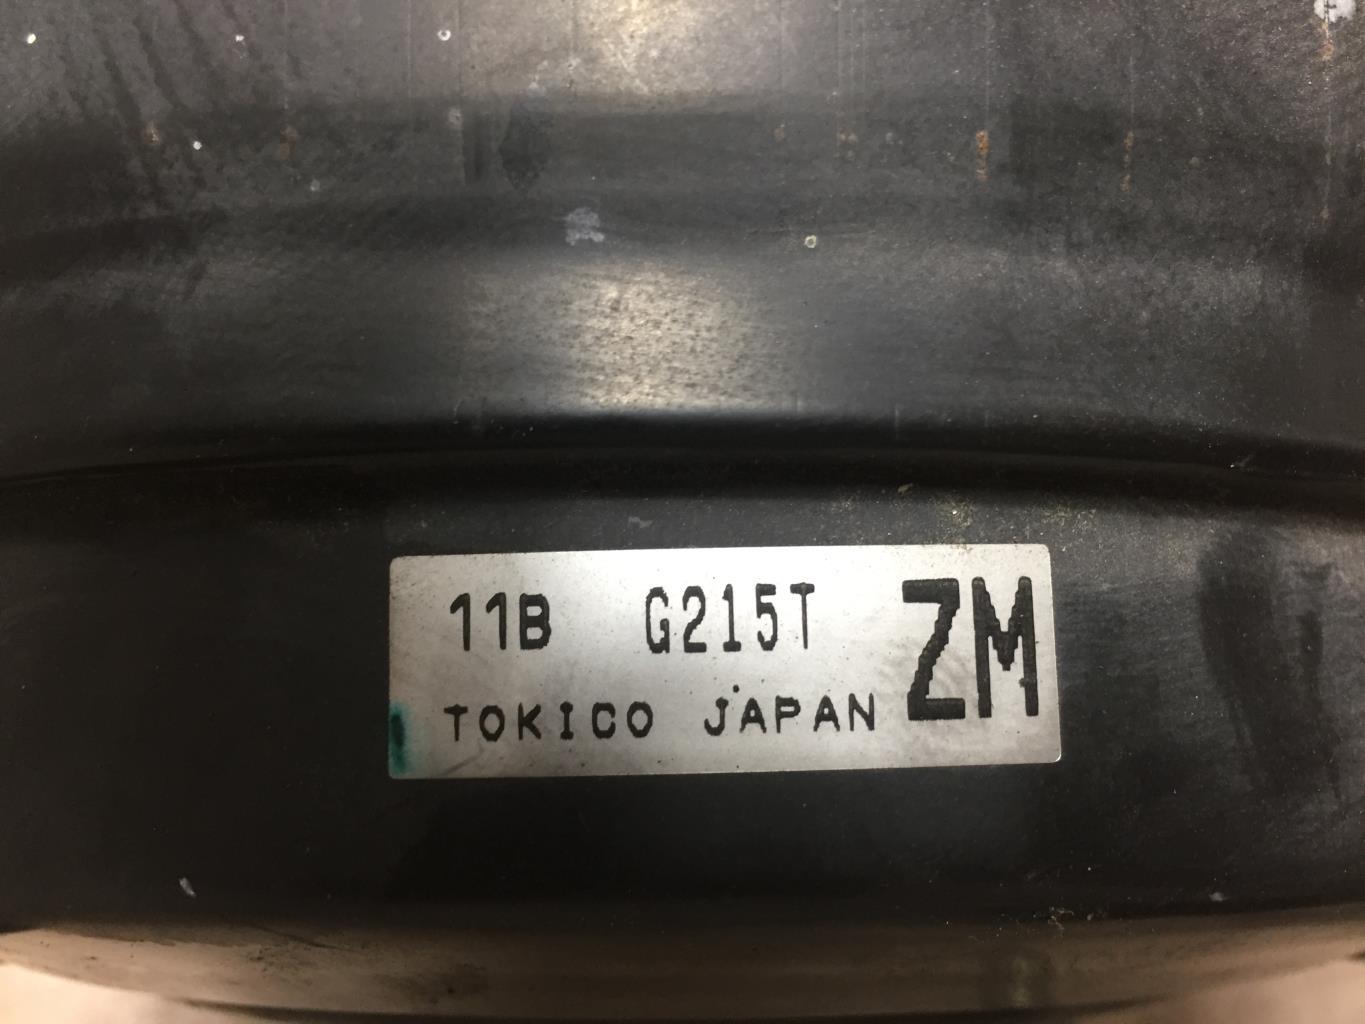 11B G215T ZM
TOKICO JAPAN